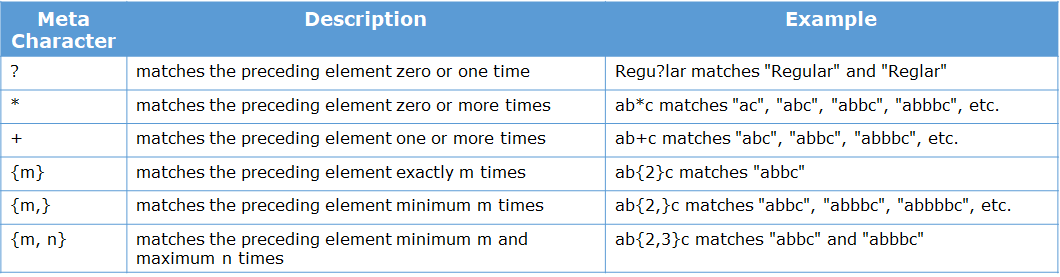 Meta Character Description Example
? matches the preceding element zero or one time Regu?lar matches "Regular" and "Reglar"
* matches the preceding element zero or more times ab*c matches "ac", "abc", "abbc", "abbbc", etc.
+ matches the preceding element one or more times ab+c matches "abc", "abbc", "abbbc", etc.
{m} matches the preceding element exactly m times ab{2}c matches "abbc"
{m,} matches the preceding element minimum m times ab{2,}c matches "abbc", "abbbc", "abbbbc", etc.
{m, n} matches the preceding element minimum m and ab{2,3}c matches "abbc" and "abbbc"
maximum n times